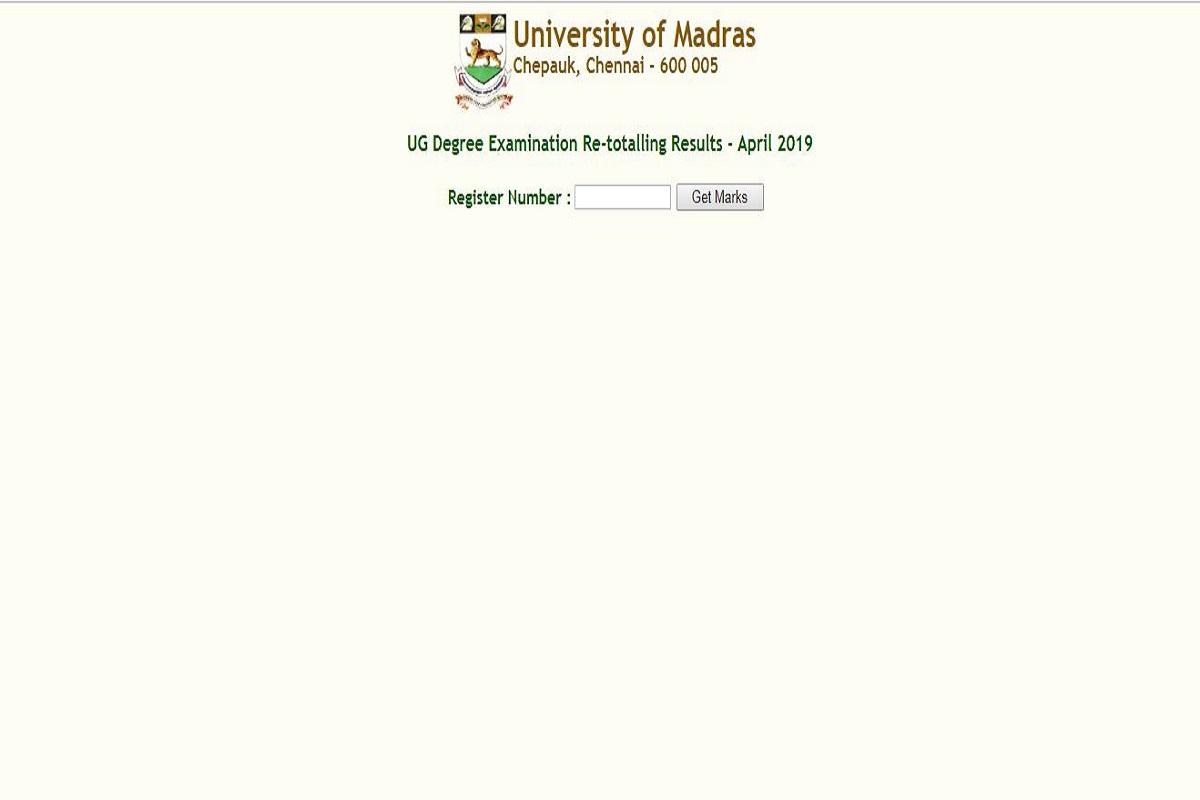 University of Madras
Chepauk, Chennai - 600 005
UG Degree Examination Re-totalling Results - April 2019
Register Number : Get Marks